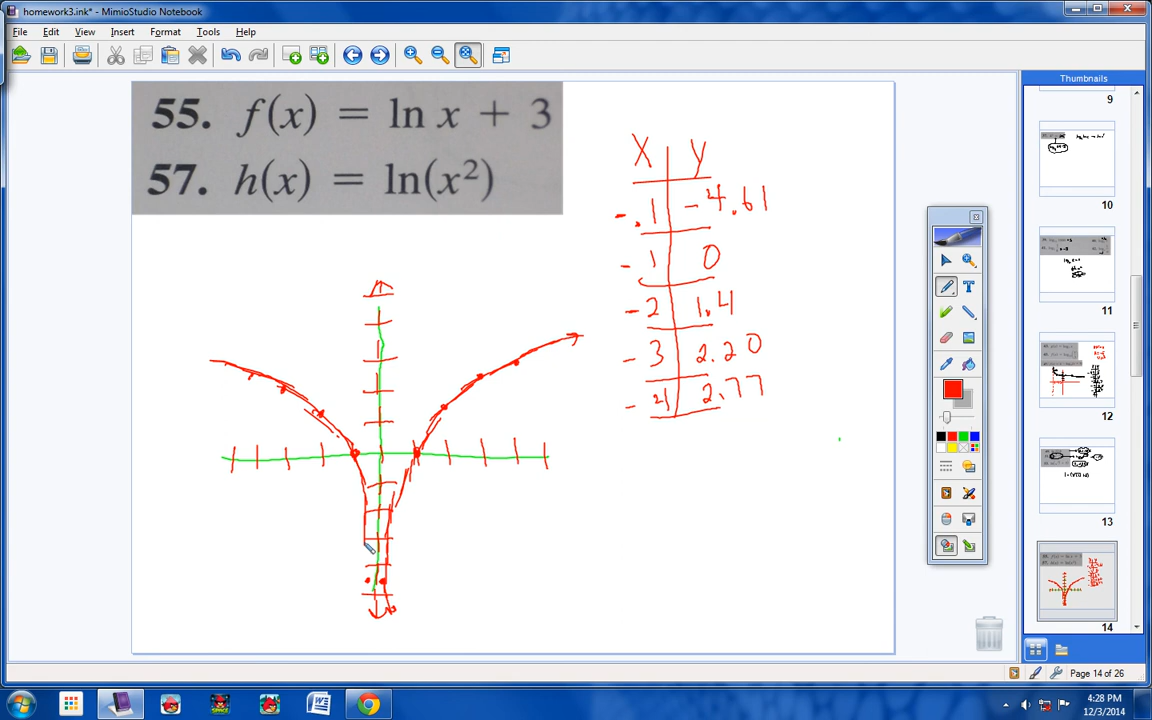 homework3.ink* - MimioStudio Notebook
File Edit View Insert Format Tools Help
55. f(x) = ln x + 3
57. h(x) = ln(x²)
X Y
-.1 -4.61
-1 0
-2 1.4
-3 2.20
-4 2.77
Thumbnails
9
10
11
12
13
14
Page 14 of 26
4:28 PM
12/3/2014